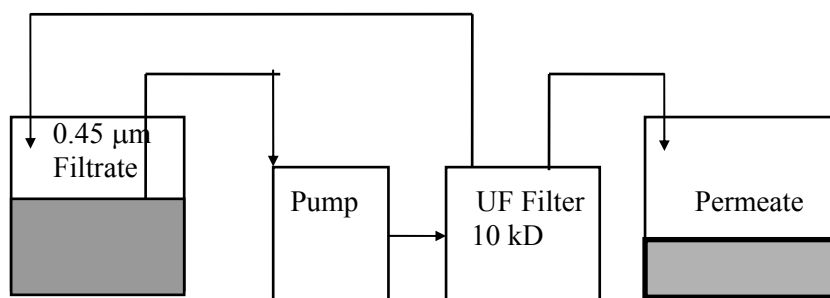 0.45 μm
Filtrate
Pump
UF Filter
10 kD
Permeate